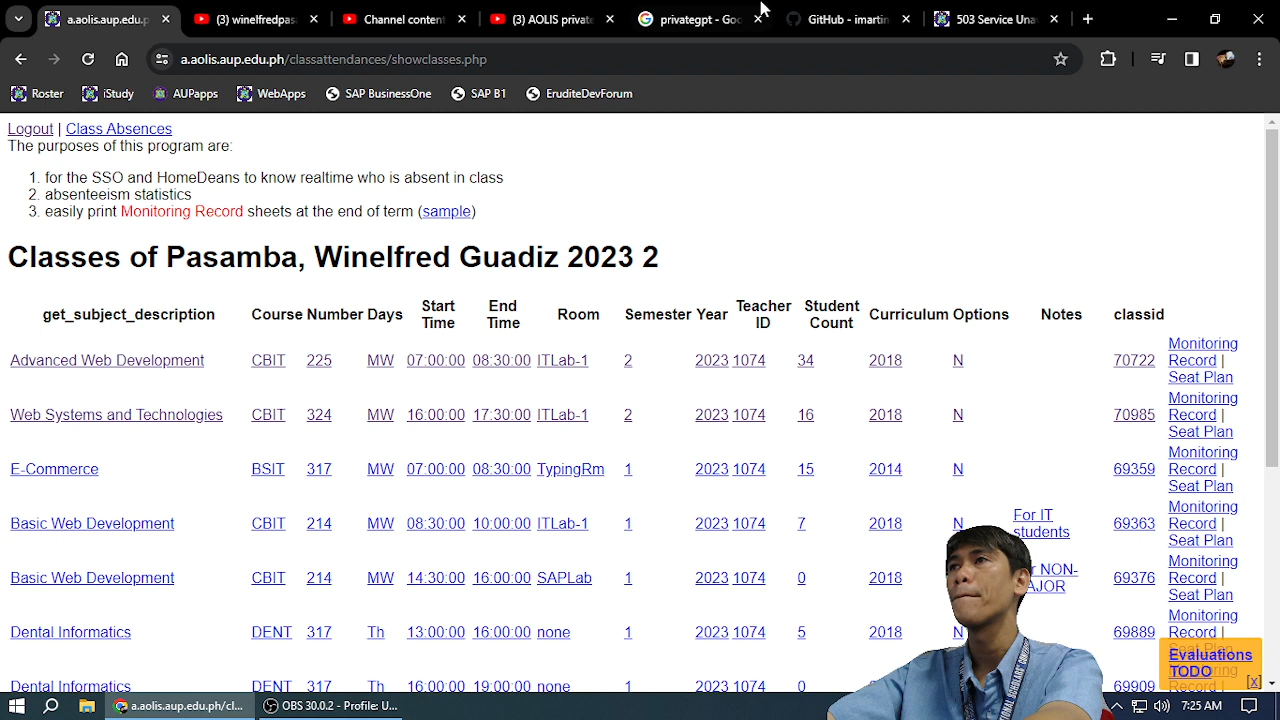 a.aolis.aup.edu.p
(3) winelfredpas
Channel content
(3) AOLIS private
privategpt - Goo
GitHub - imartin
503 Service Una
a.aolis.aup.edu.ph/classattendances/showclasses.php
Roster iStudy AUPapps WebApps SAP BusinessOne SAP B1 EruditeDevForum
Logout | Class Absences
The purposes of this program are:
1. for the SSO and HomeDeans to know realtime who is absent in class
2. absenteeism statistics
3. easily print Monitoring Record sheets at the end of term (sample)
Classes of Pasamba, Winelfred Guadiz 2023 2
get_subject_description Course Number Days Start Time End Time Room Semester Year Teacher ID Student Count Curriculum Options Notes classid
Advanced Web Development CBIT 225 MW 07:00:00 08:30:00 ITLab-1 2 2023 1074 34 2018 N 70722 Monitoring Record | Seat Plan
Web Systems and Technologies CBIT 324 MW 16:00:00 17:30:00 ITLab-1 2 2023 1074 16 2018 N 70985 Monitoring Record | Seat Plan
E-Commerce BSIT 317 MW 07:00:00 08:30:00 TypingRm 1 2023 1074 15 2014 N 69359 Monitoring Record | Seat Plan
Basic Web Development CBIT 214 MW 08:30:00 10:00:00 ITLab-1 1 2023 1074 7 2018 N For IT students 69363 Monitoring Record | Seat Plan
Basic Web Development CBIT 214 MW 14:30:00 16:00:00 SAPLab 1 2023 1074 0 2018 NON- 69376 Monitoring Record | Seat Plan
Dental Informatics DENT 317 Th 13:00:00 16:00:00 none 1 2023 1074 5 2018 N 69889 Monitoring Record | Seat Plan
Dental Informatics DENT 317 Th 16:00:00 19:00:00 none 1 2023 1074 0 69909 Monitoring Record |
Evaluations
TODO
[x]
a.aolis.aup.edu.ph/cl...
OBS 30.0.2 - Profile U...
7:25 AM